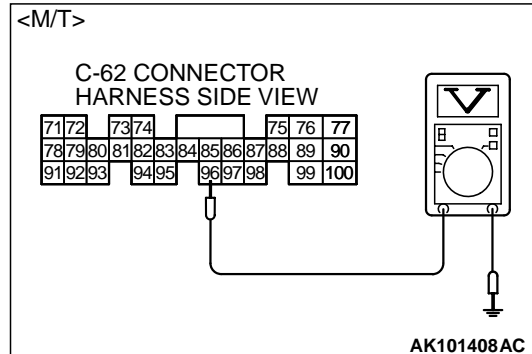 <M/T>
C-62 CONNECTOR
HARNESS SIDE VIEW
71 72 73 74 75 76 77
78 79 80 81 82 83 84 85 86 87 88 89 90
91 92 93 94 95 96 97 98 99 100
V
AK101408AC